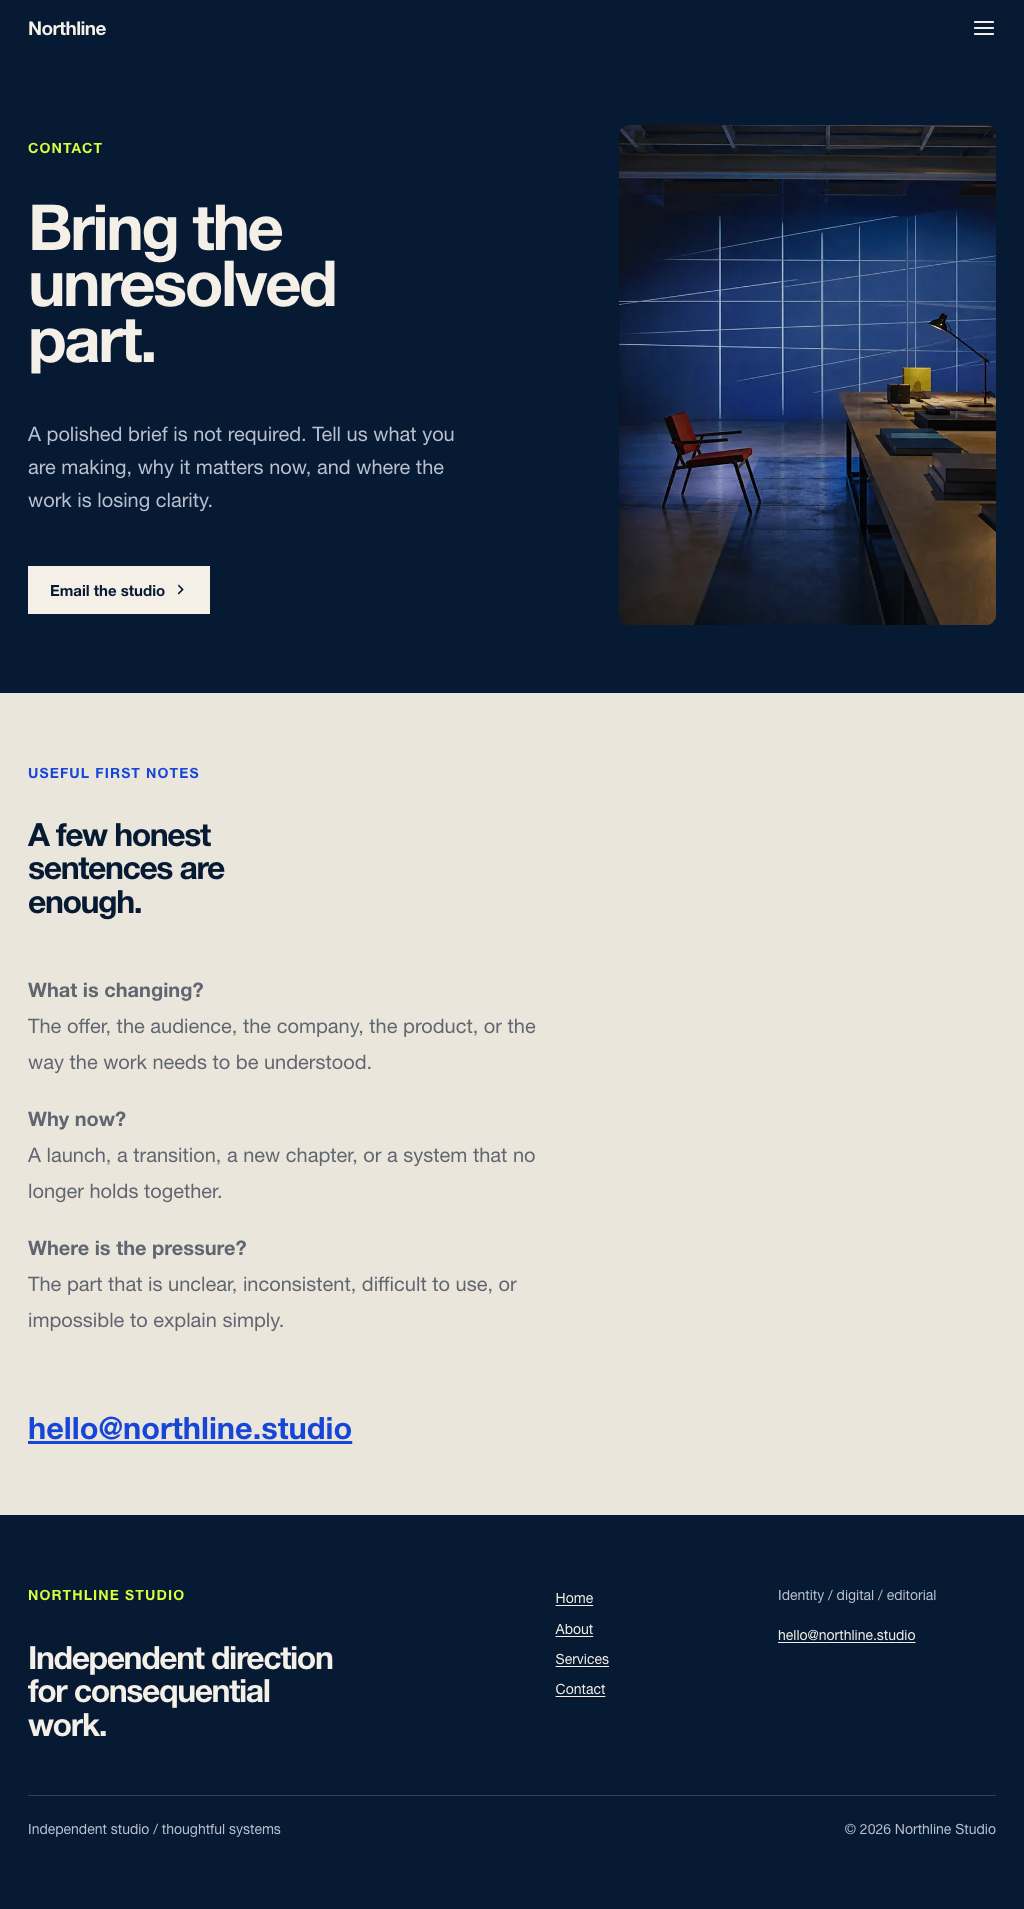 Northline
CONTACT
Bring the
unresolved
part.
A polished brief is not required. Tell us what you
are making, why it matters now, and where the
work is losing clarity.
Email the studio
USEFUL FIRST NOTES
A few honest
sentences are
enough.
What is changing?
The offer, the audience, the company, the product, or the
way the work needs to be understood.
Why now?
A launch, a transition, a new chapter, or a system that no
longer holds together.
Where is the pressure?
The part that is unclear, inconsistent, difficult to use, or
impossible to explain simply.
hello@northline.studio
NORTHLINE STUDIO
Independent direction
for consequential
work.
Home
About
Services
Contact
Identity / digital / editorial
hello@northline.studio
Independent studio / thoughtful systems
© 2026 Northline Studio